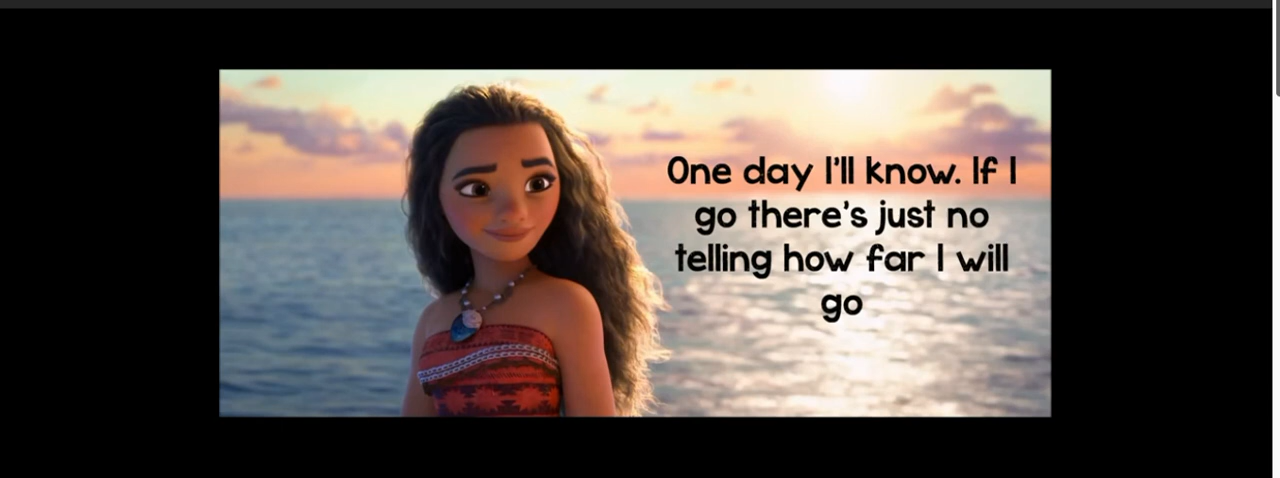 One day I'll know. If I
go there's just no
telling how far I will
go